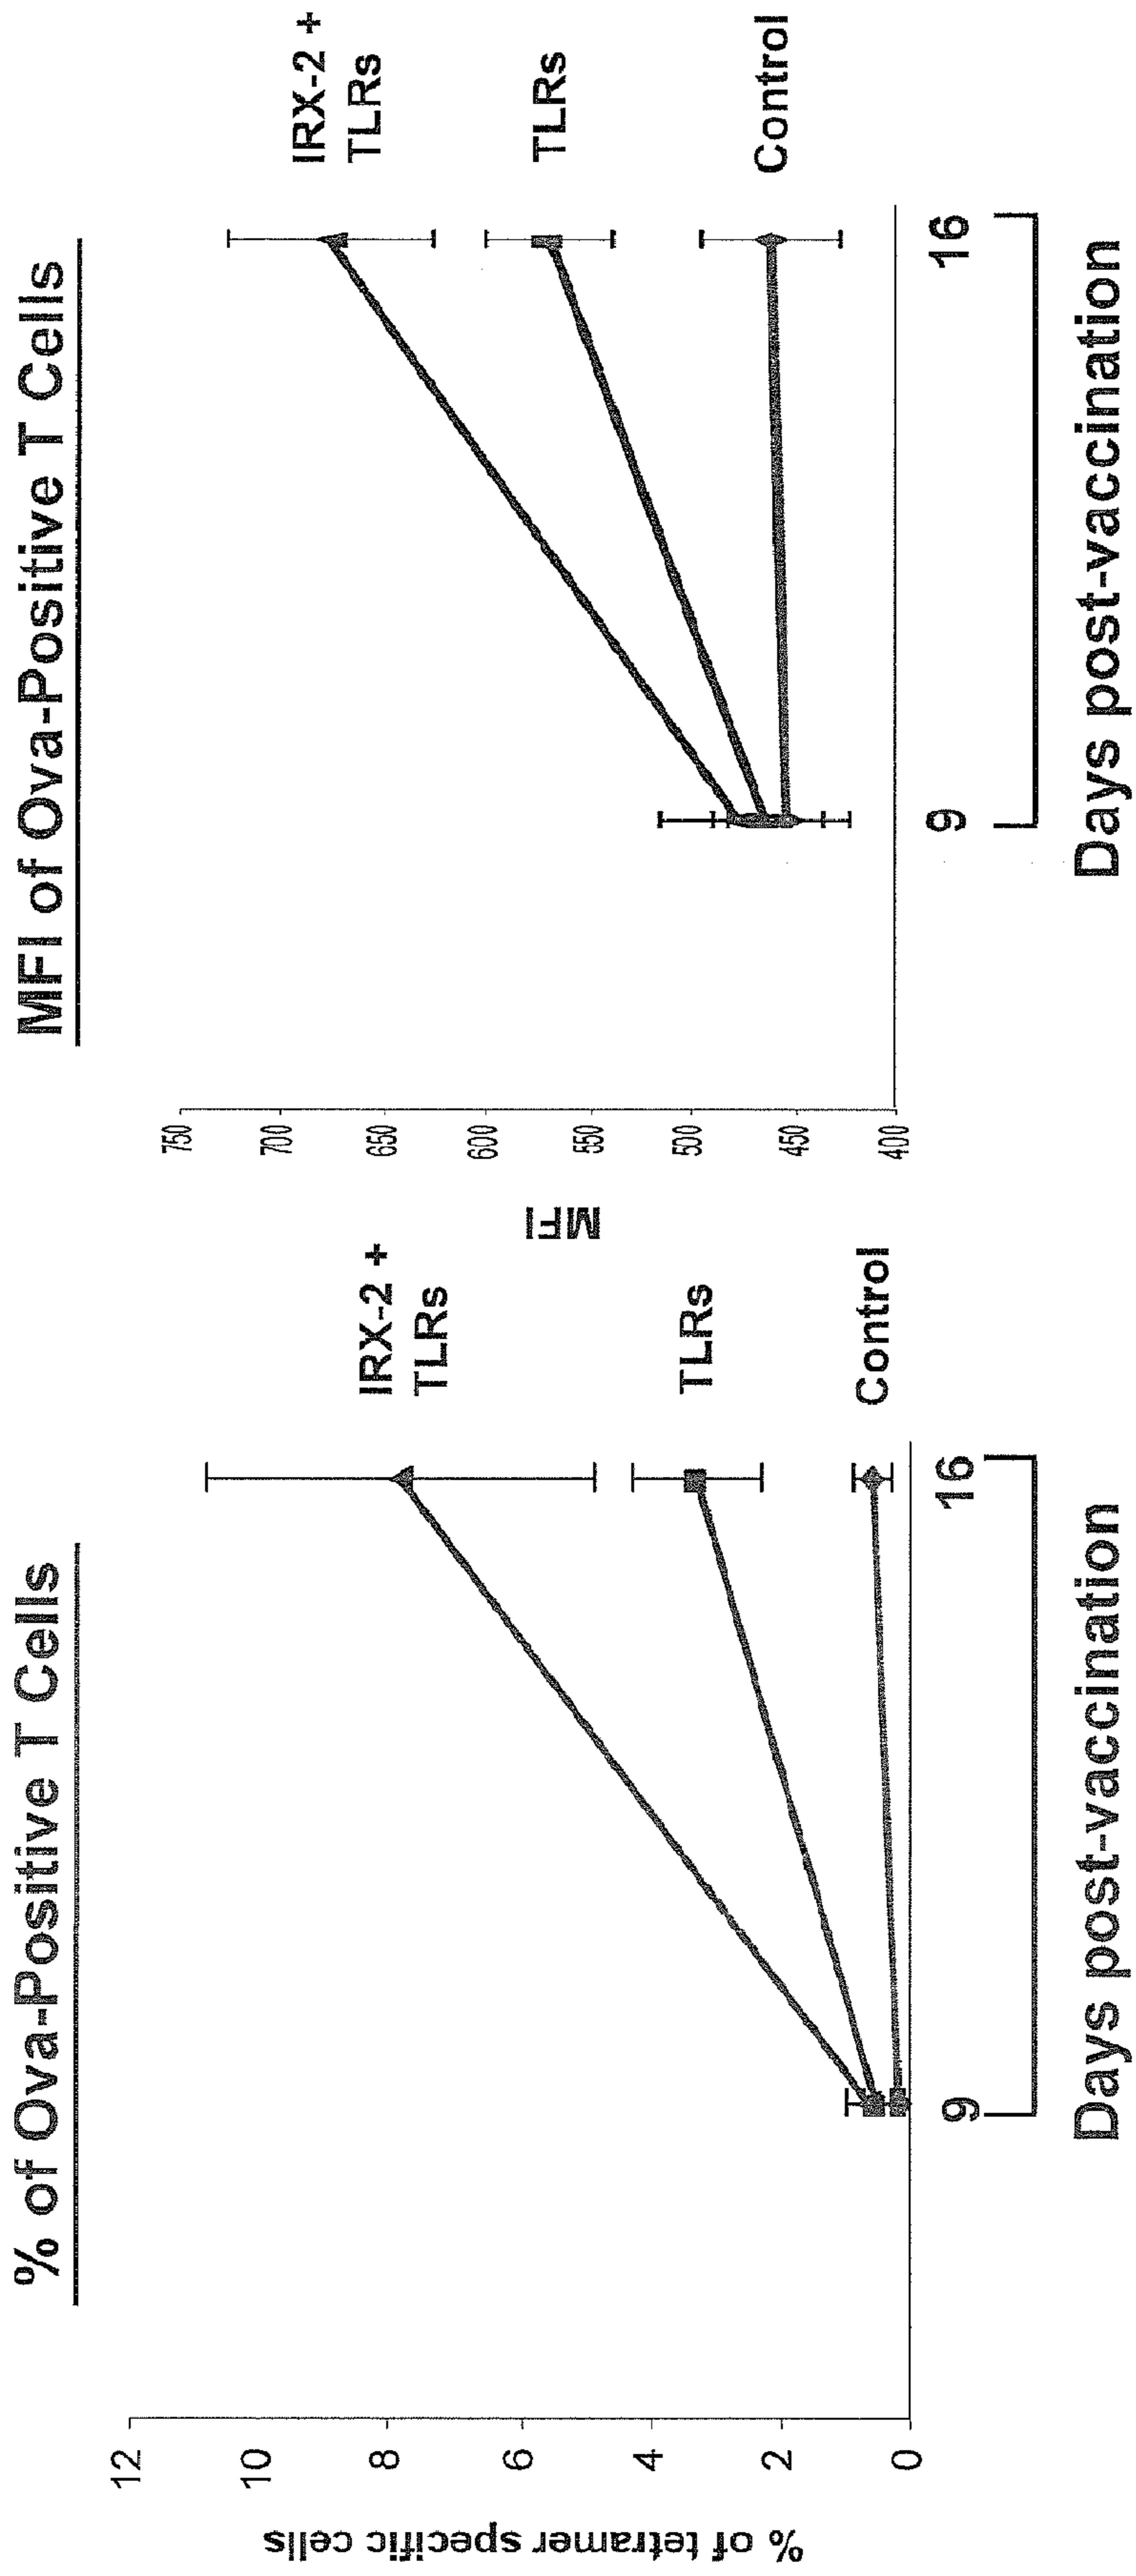 % of Ova-Positive T Cells
% of tetramer specific cells
12
10
8
6
4
2
0
IRX-2 +
TLRs
TLRs
Control
9
16
Days post-vaccination
MFI of Ova-Positive T Cells
MFI
750
700
650
600
550
500
450
400
IRX-2 +
TLRs
TLRs
Control
9
16
Days post-vaccination